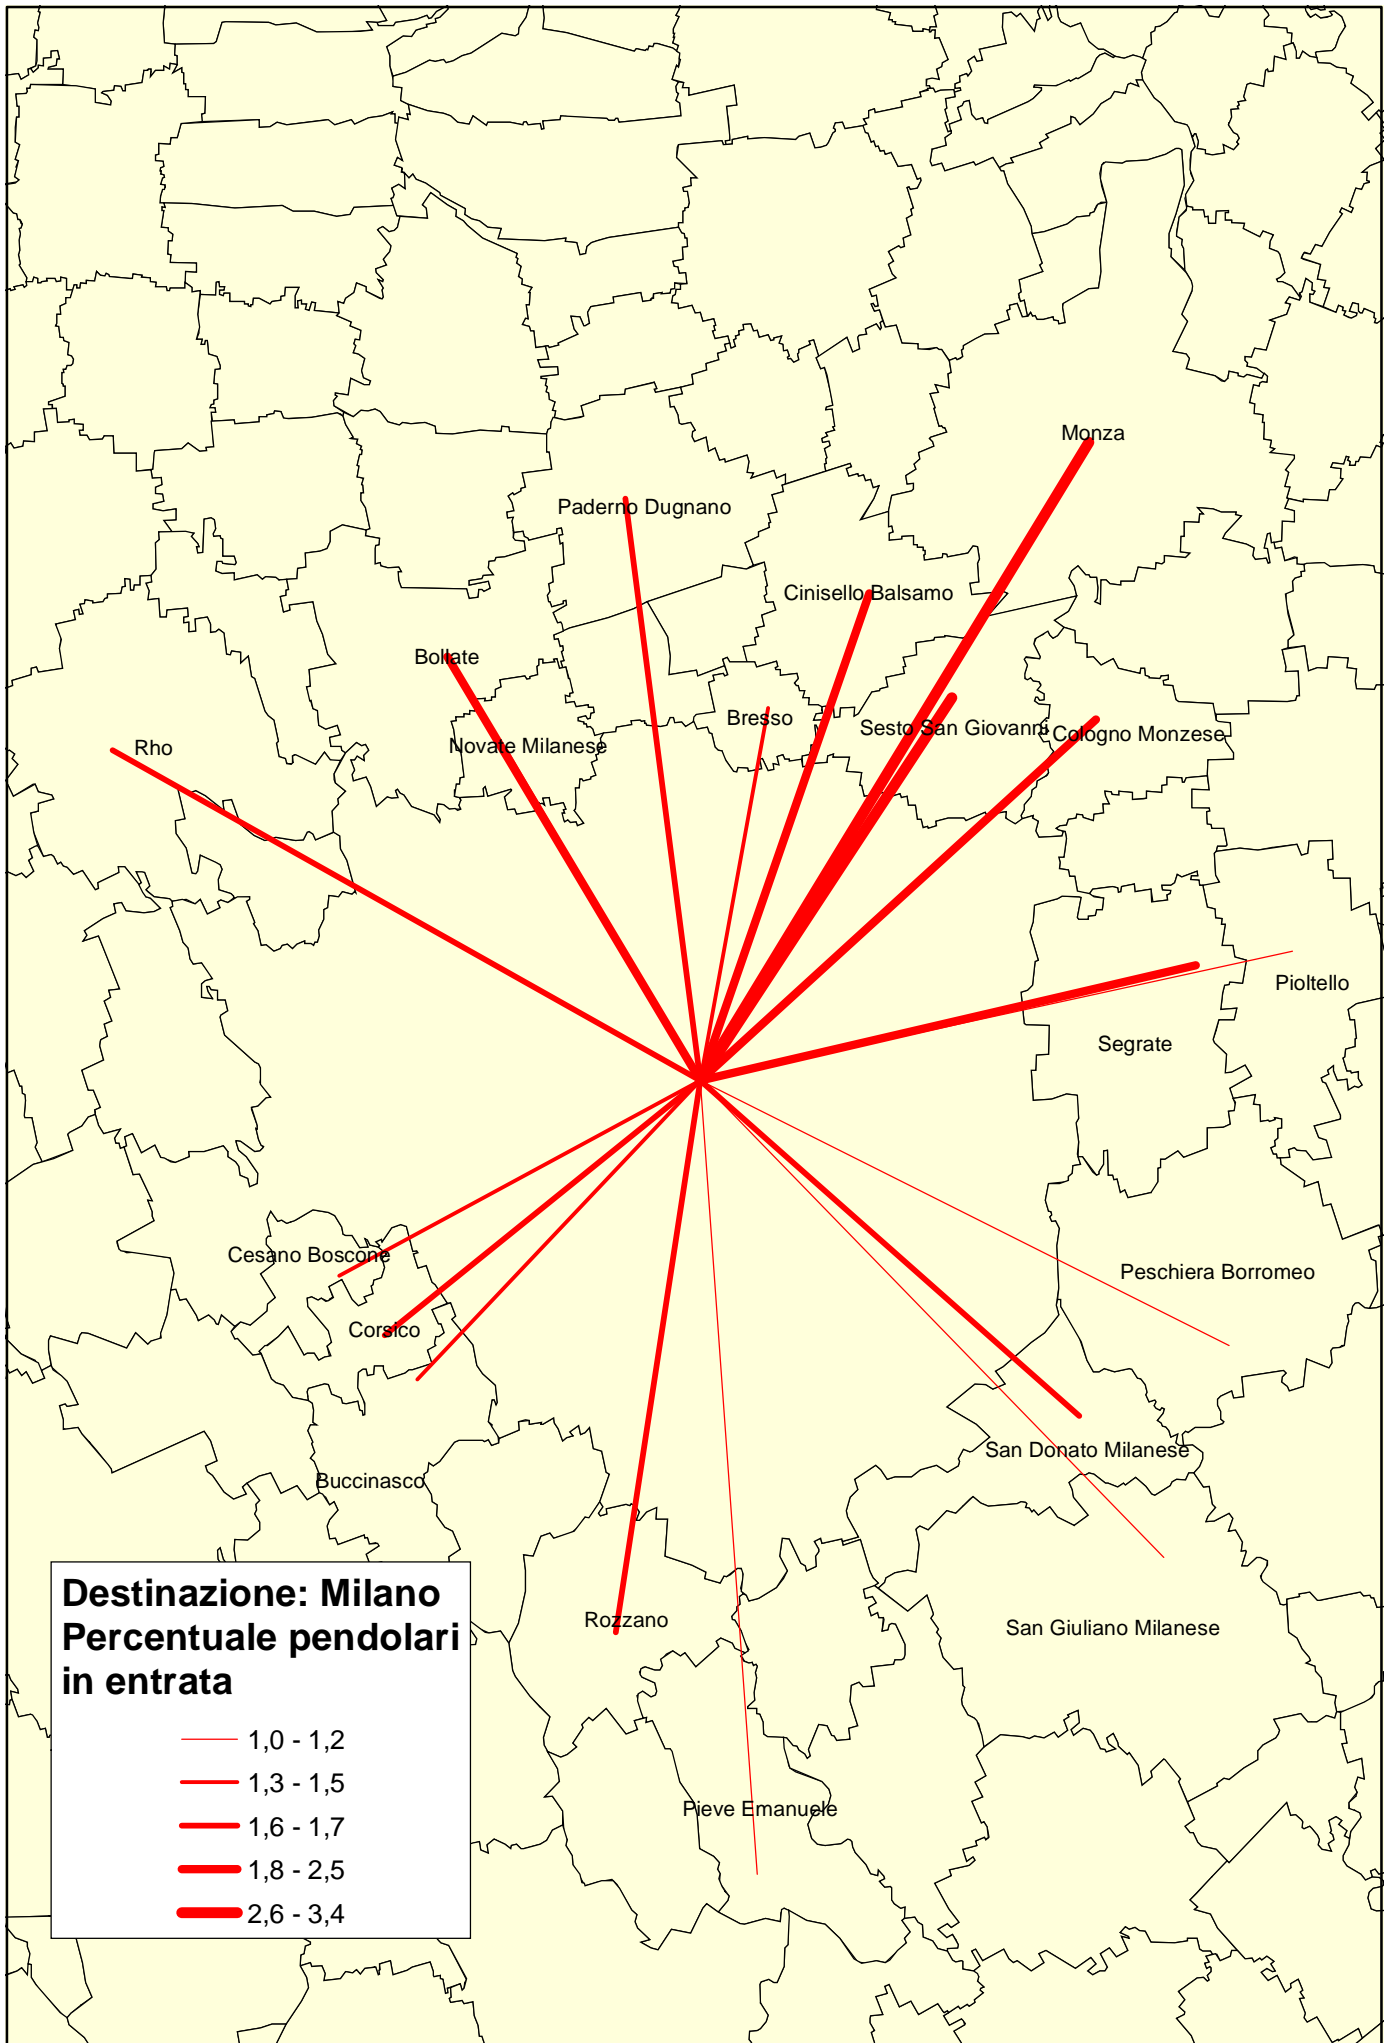 Monza
Paderno Dugnano
Cinisello Balsamo
Bollate
Bresso
Sesto San Giovanni
Cologno Monzese
Novate Milanese
Rho
Pioltello
Segrate
Cesano Boscone
Peschiera Borromeo
Corsico
San Donato Milanese
Buccinasco
Rozzano
San Giuliano Milanese
Pieve Emanuele
Destinazione: Milano
Percentuale pendolari
in entrata
1,0 - 1,2
1,3 - 1,5
1,6 - 1,7
1,8 - 2,5
2,6 - 3,4